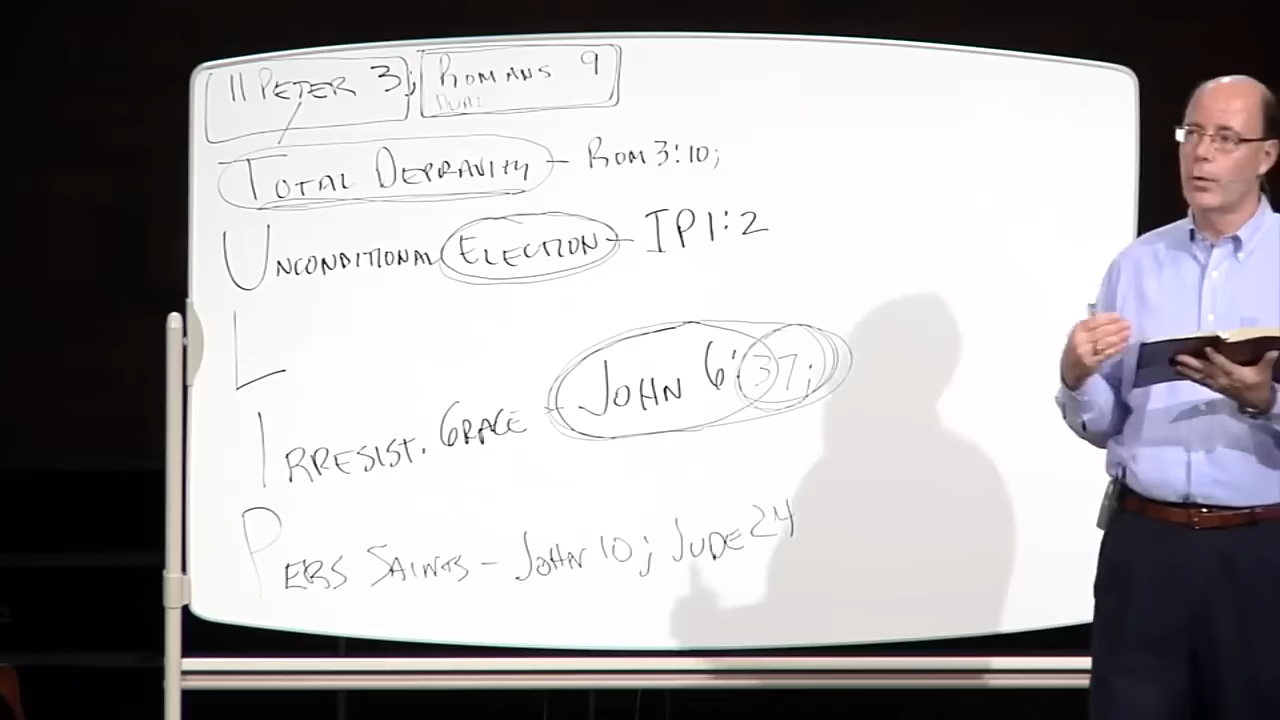 II PETER 3; ROMANS 9
TOTAL DEPRAVITY - ROM 3:10;
UNCONDITIONAL ELECTION - I P 1:2
L
IRRESIST. GRACE - JOHN 6:37;
PERS SAINTS - JOHN 10; JUDE 24